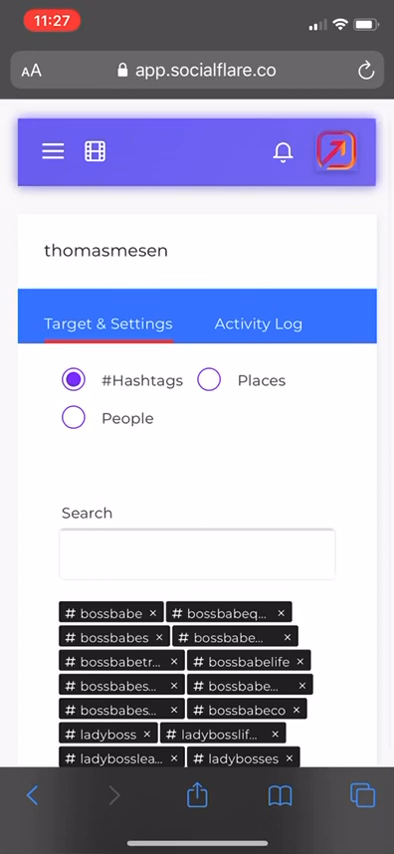 11:27
AA app.socialflare.co
thomasmesen
Target & Settings Activity Log
#Hashtags Places
People
Search
# bossbabe × # bossbabeq... ×
# bossbabes × # bossbabe... ×
# bossbabetr... × # bossbabelife ×
# bossbabes... × # bossbabe... ×
# bossbabes... × # bossbabeco ×
# ladyboss × # ladybosslif... ×
# ladybosslea... × # ladybosses ×